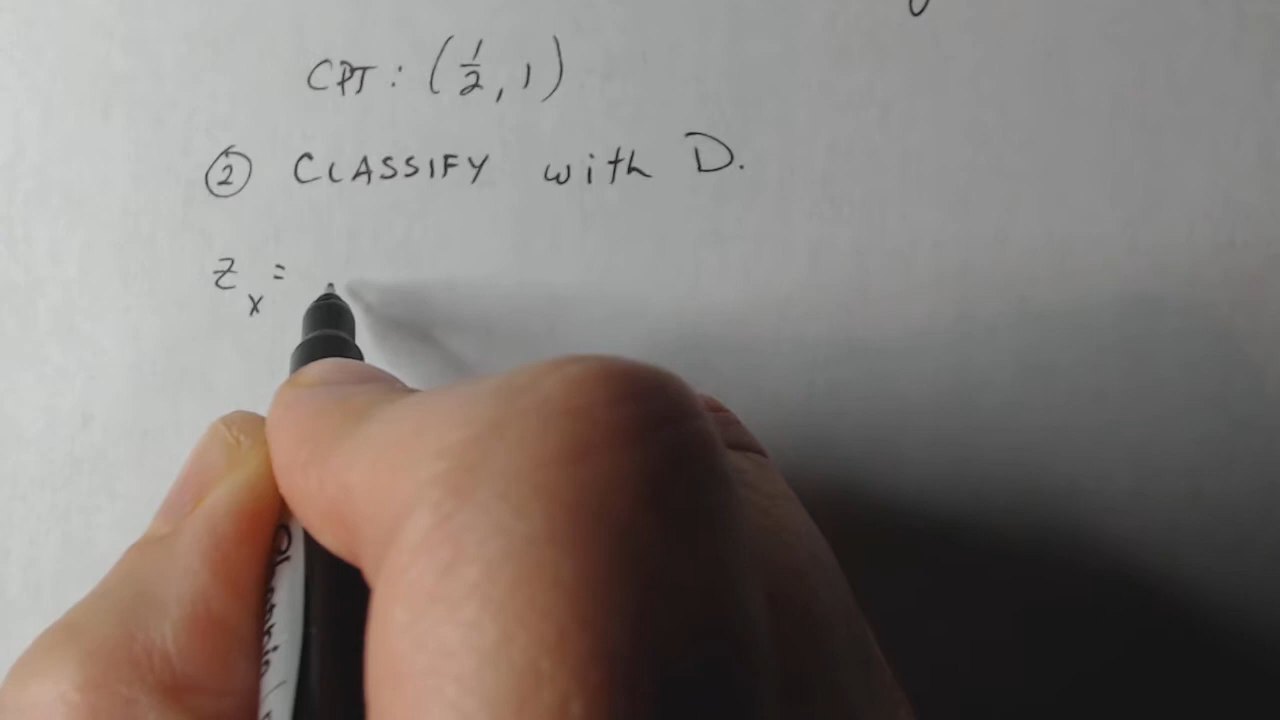 CPT: (1/2, 1)
② CLASSIFY with D.
z_x =